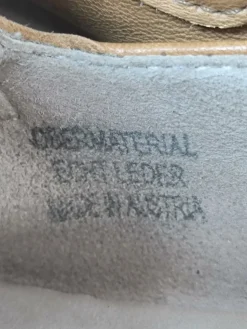 OBERMATERIAL
ECHT LEDER
MADE IN AUSTRIA